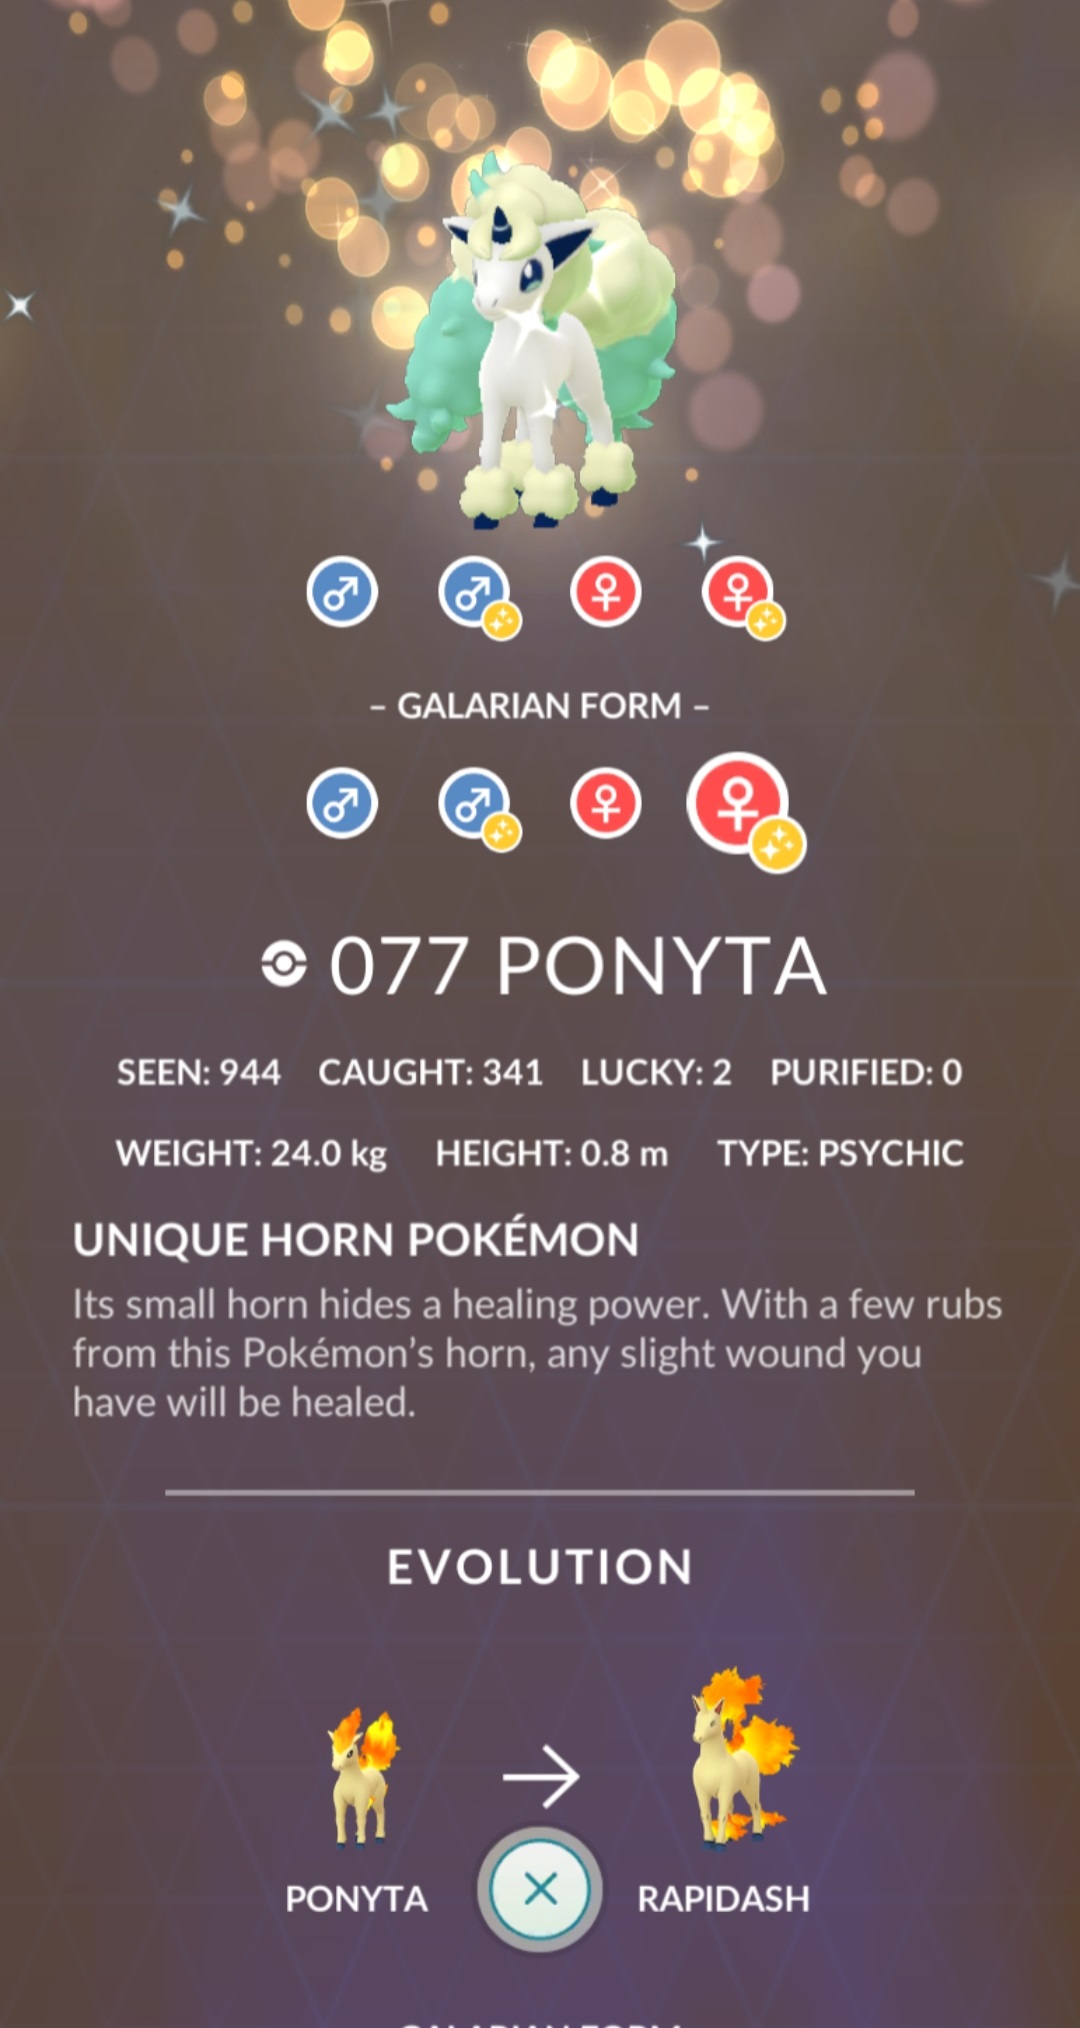 – GALARIAN FORM –
077 PONYTA
SEEN: 944 CAUGHT: 341 LUCKY: 2 PURIFIED: 0
WEIGHT: 24.0 kg HEIGHT: 0.8 m TYPE: PSYCHIC
UNIQUE HORN POKÉMON
Its small horn hides a healing power. With a few rubs
from this Pokémon’s horn, any slight wound you
have will be healed.
EVOLUTION
PONYTA RAPIDASH